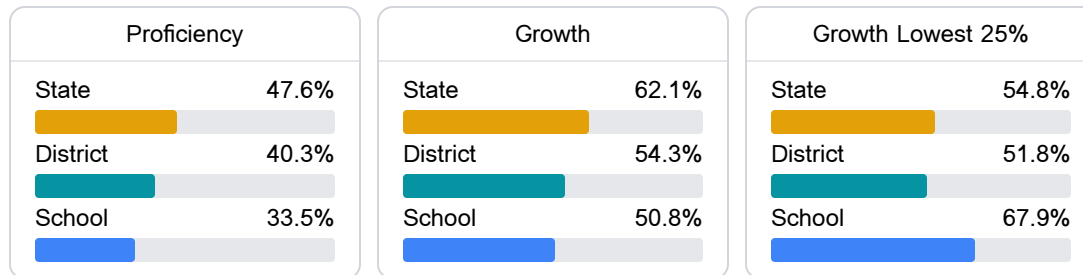 Proficiency
State 47.6%
District 40.3%
School 33.5%
Growth
State 62.1%
District 54.3%
School 50.8%
Growth Lowest 25%
State 54.8%
District 51.8%
School 67.9%